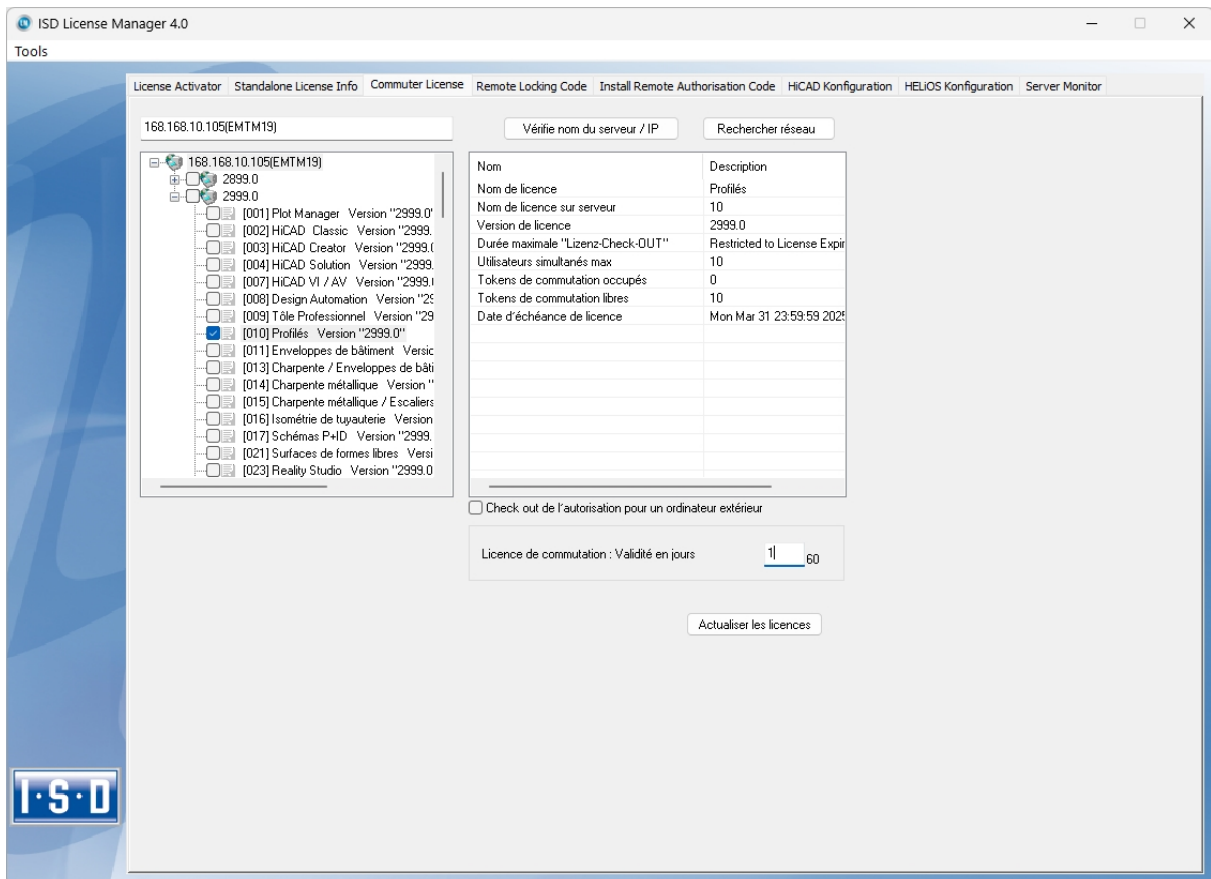 ISD License Manager 4.0
Tools
License Activator Standalone License Info Commuter License Remote Locking Code Install Remote Authorisation Code HiCAD Konfiguration HELiOS Konfiguration Server Monitor
168.168.10.105(EMTM19)
Vérifie nom du serveur / IP Rechercher réseau
168.168.10.105(EMTM19)
2899.0
2999.0
[001] Plot Manager Version "2999.0"
[002] HiCAD Classic Version "2999.
[003] HiCAD Creator Version "2999.(
[004] HiCAD Solution Version "2999.
[007] HiCAD VI / AV Version "2999.
[008] Design Automation Version "29
[009] Tôle Professionnel Version "29
[010] Profilés Version "2999.0"
[011] Enveloppes de bâtiment Versic
[013] Charpente / Enveloppes de bâti
[014] Charpente métallique Version "
[015] Charpente métallique / Escaliers
[016] Isométrie de tuyauterie Version
[017] Schémas P+ID Version "2999.
[021] Surfaces de formes libres Versi
[023] Reality Studio Version "2999.0
Nom Description
Nom de licence Profilés
Nom de licence sur serveur 10
Version de licence 2999.0
Durée maximale "Lizenz-Check-OUT" Restricted to License Expir
Utilisateurs simultanés max 10
Tokens de commutation occupés 0
Tokens de commutation libres 10
Date d´échéance de licence Mon Mar 31 23:59:59 2025
Check out de l´autorisation pour un ordinateur extérieur
Licence de commutation : Validité en jours 1 60
Actualiser les licences
I·S·D